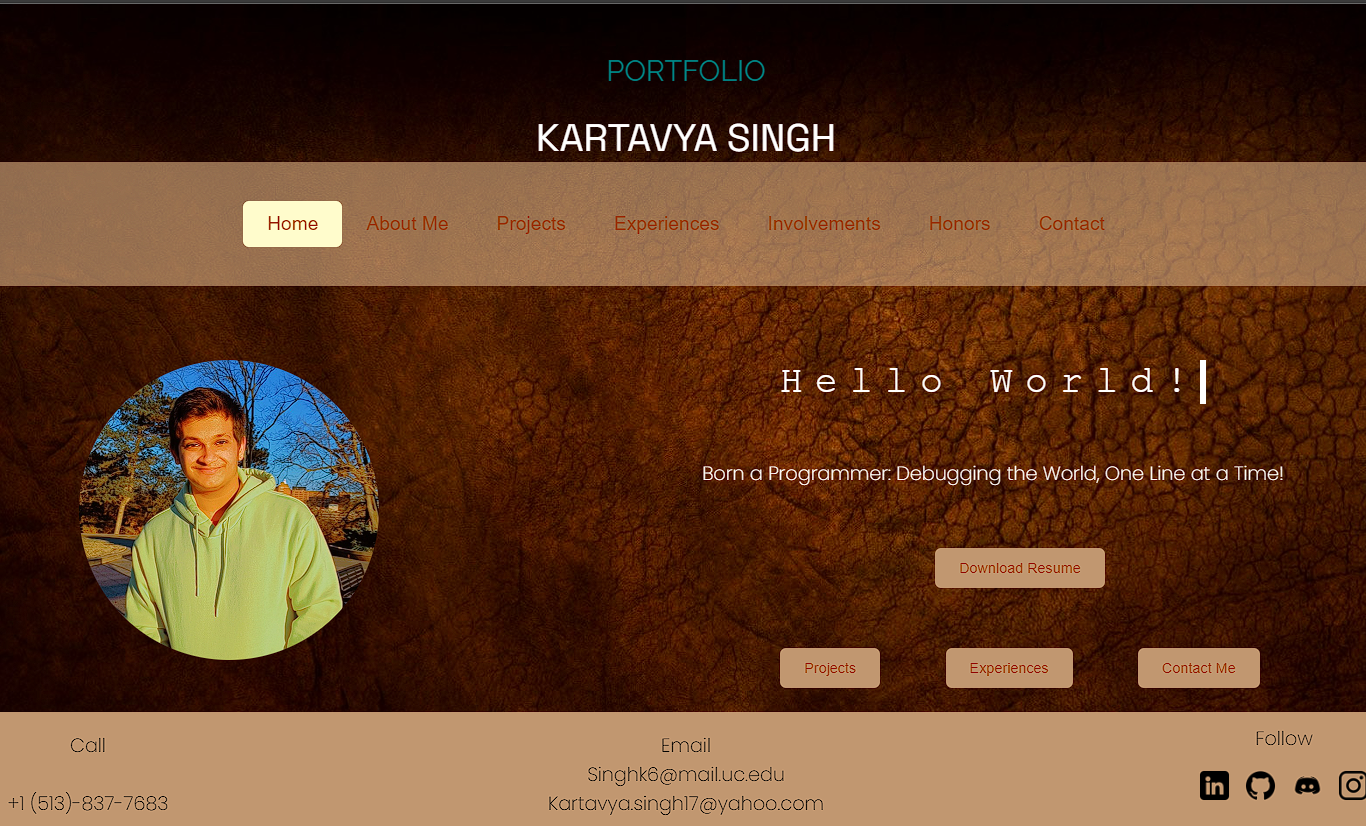 PORTFOLIO
KARTAVYA SINGH
Home About Me Projects Experiences Involvements Honors Contact
Hello World!
Born a Programmer: Debugging the World, One Line at a Time!
Download Resume
Projects Experiences Contact Me
Call
+1 (513)-837-7683
Email
Singhk6@mail.uc.edu
Kartavya.singh17@yahoo.com
Follow
in